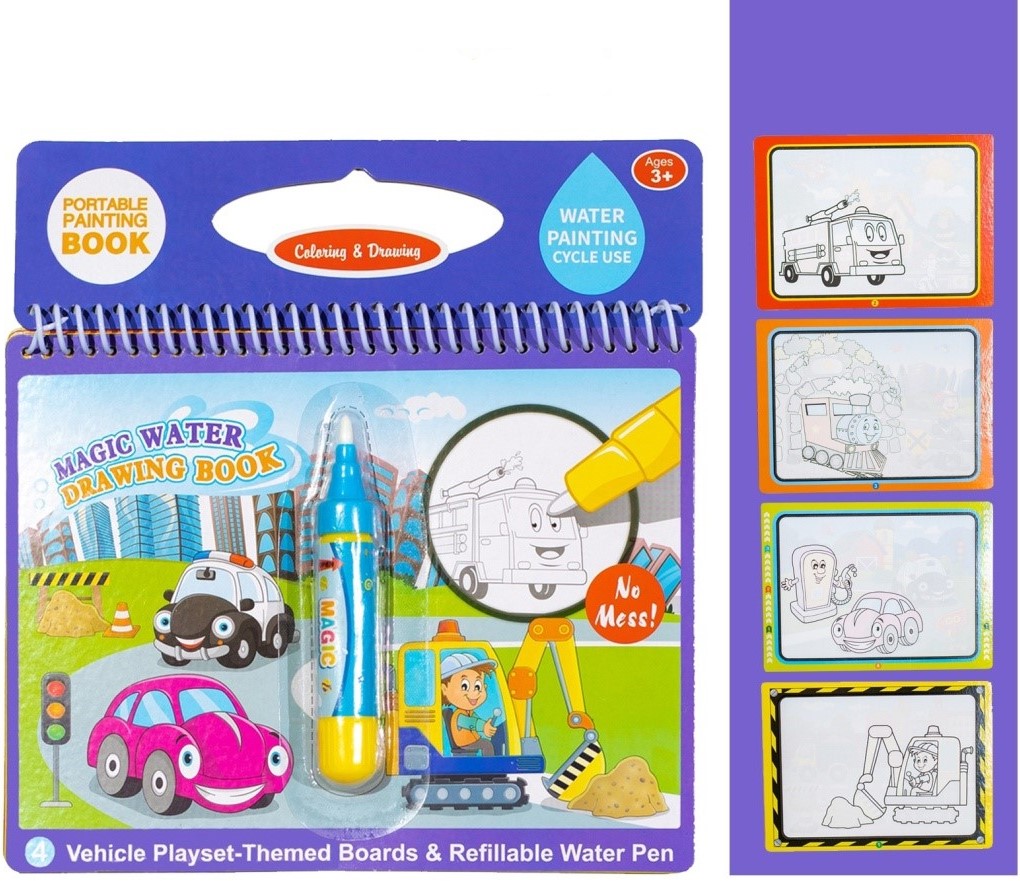 PORTABLE
PAINTING
BOOK
Coloring & Drawing
WATER
PAINTING
CYCLE USE
Ages
3+
MAGIC WATER
DRAWING BOOK
MAGIC
No
Mess!
4 Vehicle Playset-Themed Boards & Refillable Water Pen